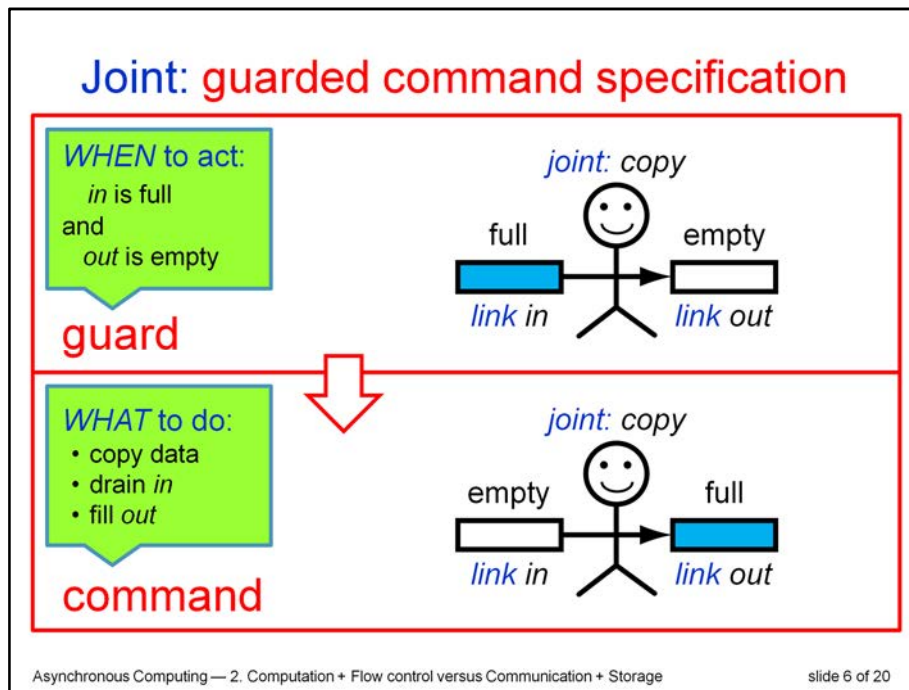 Joint: guarded command specification
WHEN to act:
in is full
and
out is empty
guard
joint: copy
full
empty
link in
link out
WHAT to do:
• copy data
• drain in
• fill out
command
joint: copy
empty
full
link in
link out
Asynchronous Computing — 2. Computation + Flow control versus Communication + Storage
slide 6 of 20